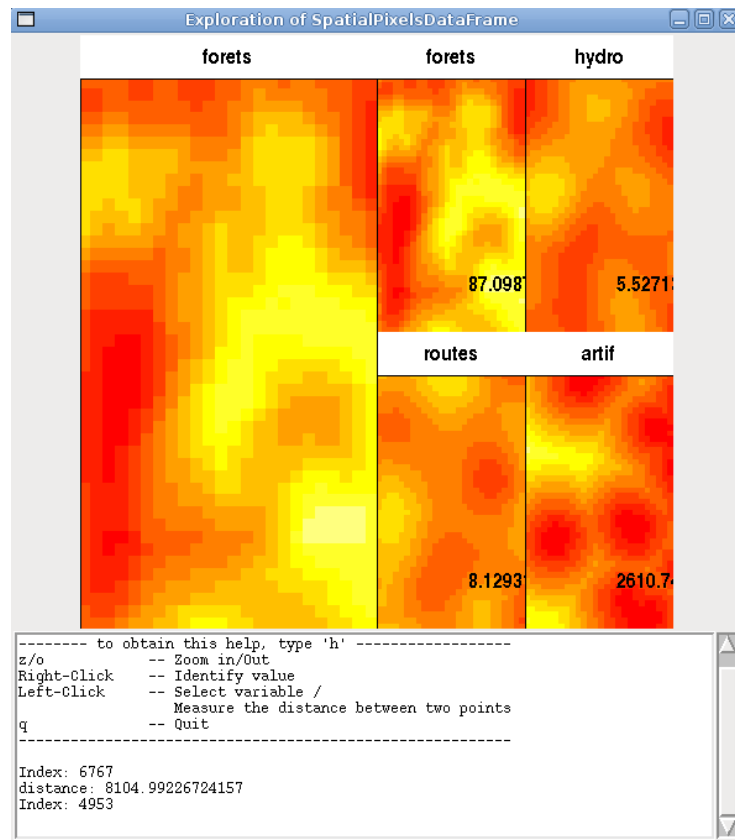 Exploration of SpatialPixelsDataFrame
forets
forets
hydro
87.098
5.5271
routes
artif
8.1293
2610.7
-------- to obtain this help, type 'h' ------------------
z/o -- Zoom in/Out
Right-Click -- Identify value
Left-Click -- Select variable /
Measure the distance between two points
q -- Quit
---------------------------------------------------------
Index: 6767
distance: 8104.99226724157
Index: 4953